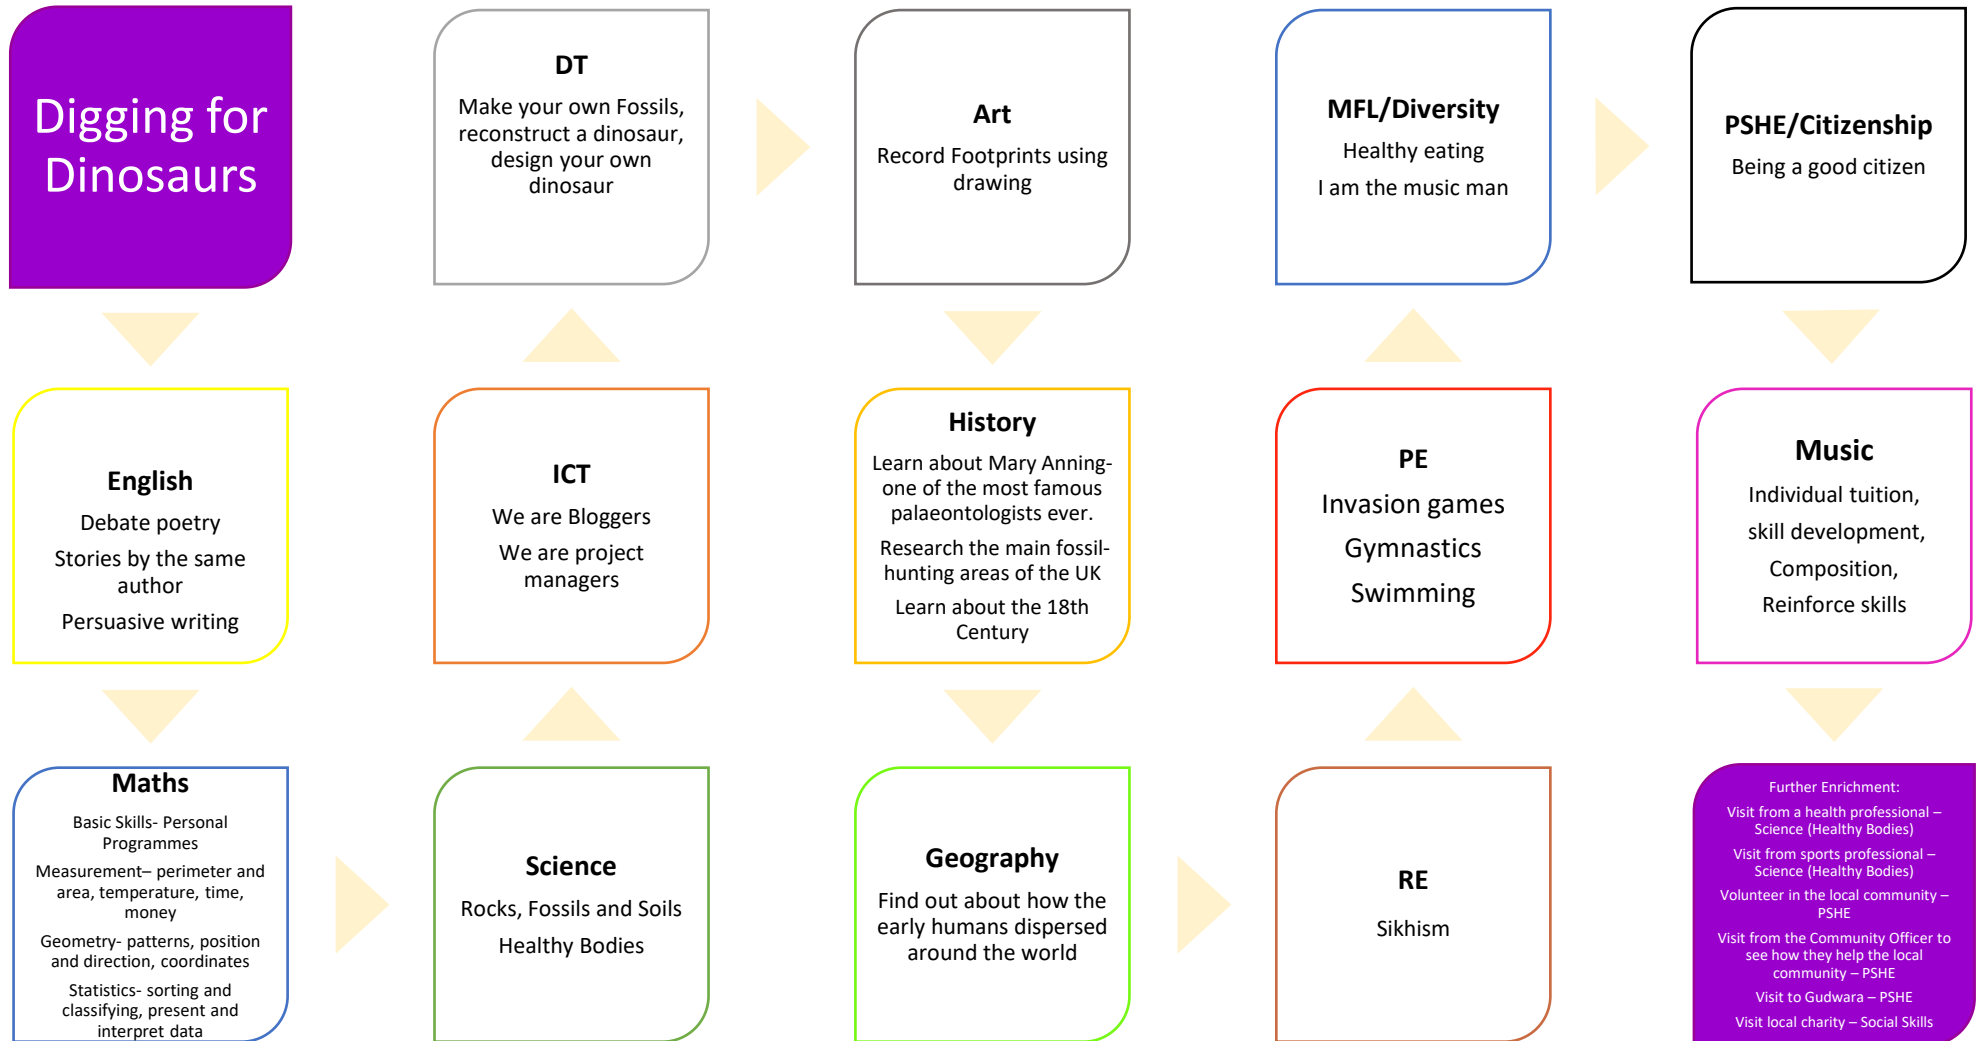 Digging for
Dinosaurs
English
Debate poetry
Stories by the same
author
Persuasive writing
Maths
Basic Skills- Personal
Programmes
Measurement– perimeter and
area, temperature, time,
money
Geometry- patterns, position
and direction, coordinates
Statistics- sorting and
classifying, present and
interpret data
Science
Rocks, Fossils and Soils
Healthy Bodies
ICT
We are Bloggers
We are project
managers
DT
Make your own Fossils,
reconstruct a dinosaur,
design your own
dinosaur
Art
Record Footprints using
drawing
History
Learn about Mary Anning-
one of the most famous
palaeontologists ever.
Research the main fossil-
hunting areas of the UK
Learn about the 18th
Century
Geography
Find out about how the
early humans dispersed
around the world
RE
Sikhism
PE
Invasion games
Gymnastics
Swimming
MFL/Diversity
Healthy eating
I am the music man
PSHE/Citizenship
Being a good citizen
Music
Individual tuition,
skill development,
Composition,
Reinforce skills
Further Enrichment:
Visit from a health professional –
Science (Healthy Bodies)
Visit from sports professional –
Science (Healthy Bodies)
Volunteer in the local community –
PSHE
Visit from the Community Officer to
see how they help the local
community – PSHE
Visit to Gudwara – PSHE
Visit local charity – Social Skills